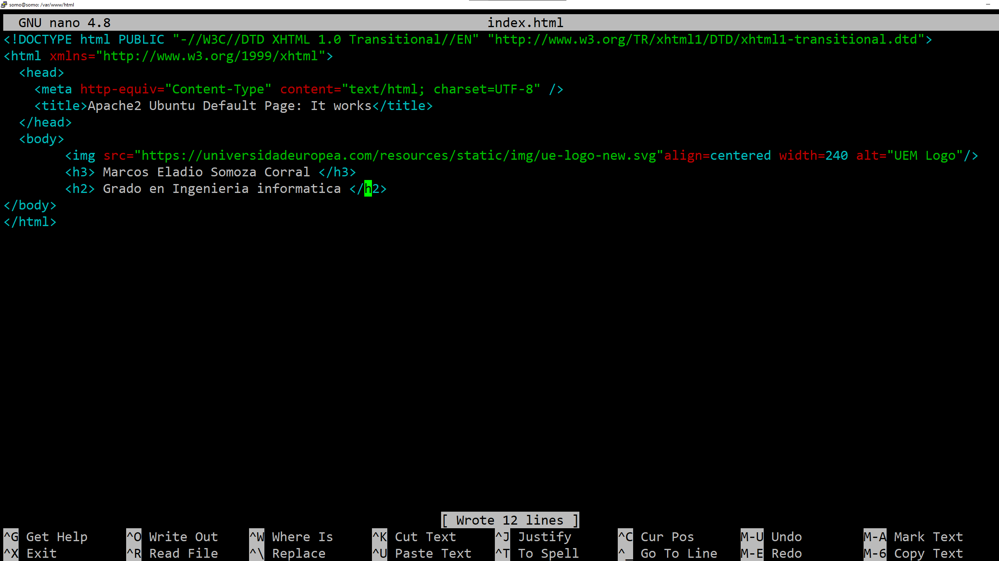 somo@somo: /var/www/html
GNU nano 4.8 index.html
<!DOCTYPE html PUBLIC "-//W3C//DTD XHTML 1.0 Transitional//EN" "http://www.w3.org/TR/xhtml1/DTD/xhtml1-transitional.dtd">
<html xmlns="http://www.w3.org/1999/xhtml">
  <head>
    <meta http-equiv="Content-Type" content="text/html; charset=UTF-8" />
    <title>Apache2 Ubuntu Default Page: It works</title>
  </head>
  <body>
        <img src="https://universidadeuropea.com/resources/static/img/ue-logo-new.svg"align=centered width=240 alt="UEM Logo"/>
        <h3> Marcos Eladio Somoza Corral </h3>
        <h2> Grado en Ingenieria informatica </h2>
</body>
</html>
[ Wrote 12 lines ]
^G Get Help ^O Write Out ^W Where Is ^K Cut Text ^J Justify ^C Cur Pos M-U Undo M-A Mark Text
^X Exit ^R Read File ^\ Replace ^U Paste Text ^T To Spell ^_ Go To Line M-E Redo M-6 Copy Text